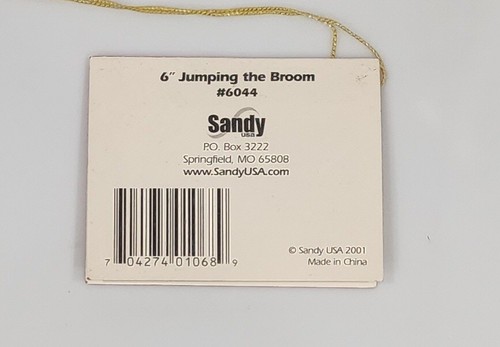 6" Jumping the Broom
#6044
Sandy
usa
P.O. Box 3222
Springfield, MO 65808
www.SandyUSA.com
© Sandy USA 2001
Made in China
7 04274 01068 9